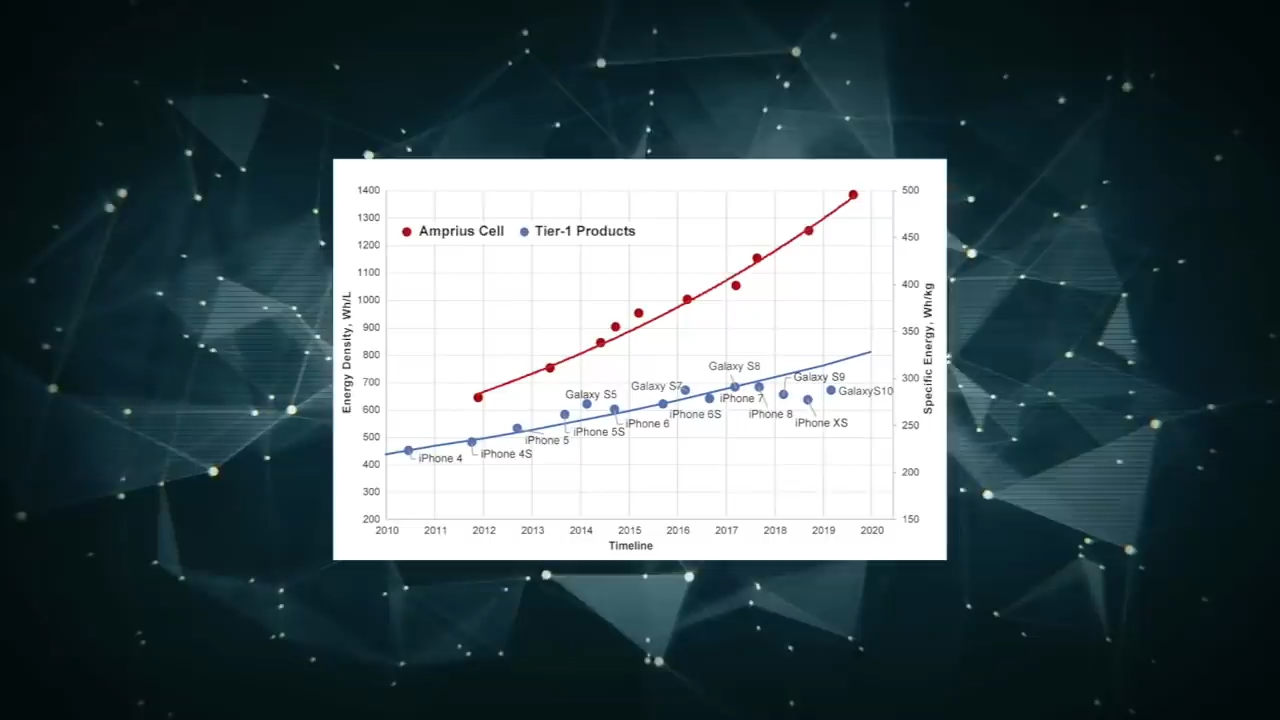 1400
500
1300
Amprius Cell
Tier-1 Products
450
1200
1100
400
1000
900
350
800
Galaxy S8
700
Galaxy S7
Galaxy S9
300
Galaxy S5
iPhone 7
GalaxyS10
600
iPhone 6S
iPhone 8
iPhone 6
iPhone XS
250
iPhone 5S
500
iPhone 5
iPhone 4S
iPhone 4
400
200
300
200
150
2010 2011 2012 2013 2014 2015 2016 2017 2018 2019 2020
Timeline
Energy Density, Wh/L
Specific Energy, Wh/kg